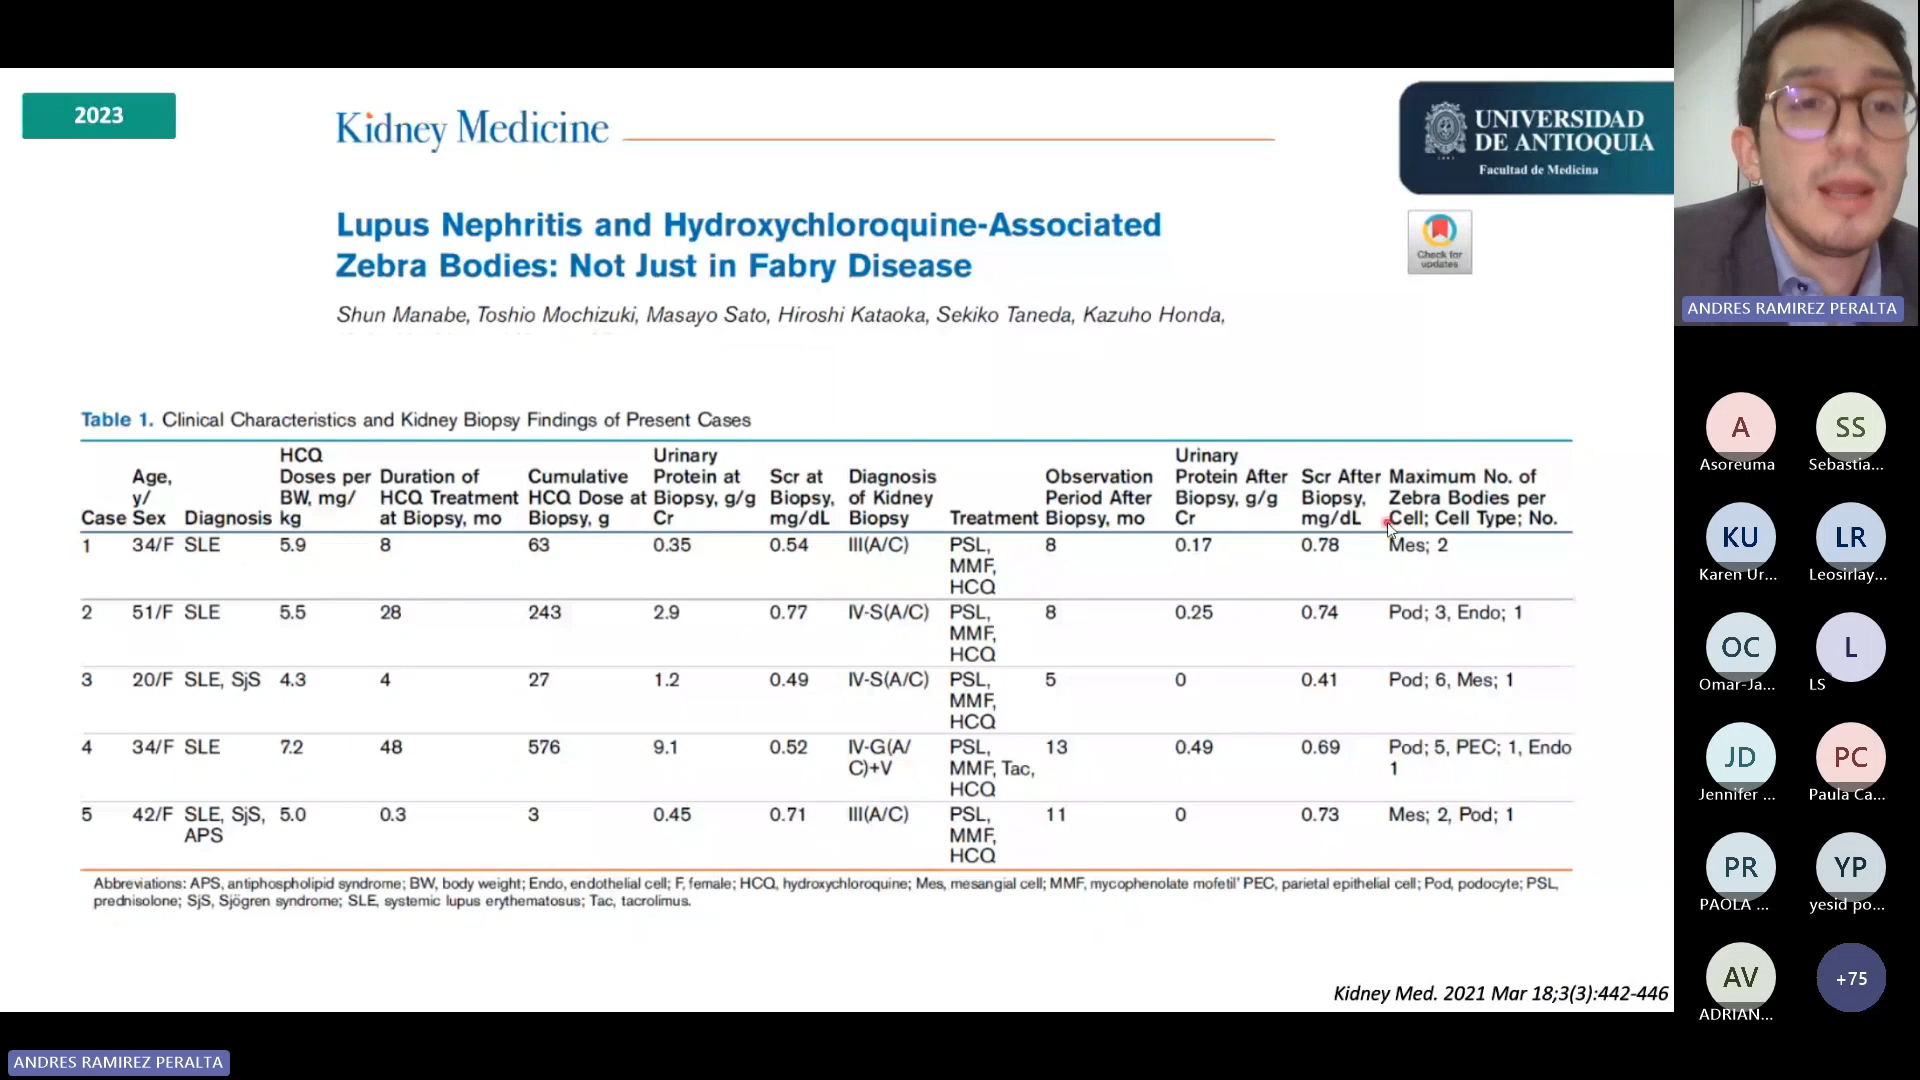 2023
Kidney Medicine
UNIVERSIDAD
DE ANTIOQUIA
Facultad de Medicina
Lupus Nephritis and Hydroxychloroquine-Associated
Zebra Bodies: Not Just in Fabry Disease
Check for
updates
Shun Manabe, Toshio Mochizuki, Masayo Sato, Hiroshi Kataoka, Sekiko Taneda, Kazuho Honda,
Table 1. Clinical Characteristics and Kidney Biopsy Findings of Present Cases
Case Age, y/ Sex Diagnosis HCQ Doses per BW, mg/ kg Duration of HCQ Treatment at Biopsy, mo Cumulative HCQ Dose at Biopsy, g Urinary Protein at Biopsy, g/g Cr Scr at Biopsy, mg/dL Diagnosis of Kidney Biopsy Treatment Observation Period After Biopsy, mo Urinary Protein After Biopsy, g/g Cr Scr After Biopsy, mg/dL Maximum No. of Zebra Bodies per Cell; Cell Type; No.
1 34/F SLE 5.9 8 63 0.35 0.54 III(A/C) PSL, MMF, HCQ 8 0.17 0.78 Mes; 2
2 51/F SLE 5.5 28 243 2.9 0.77 IV-S(A/C) PSL, MMF, HCQ 8 0.25 0.74 Pod; 3, Endo; 1
3 20/F SLE, SjS 4.3 4 27 1.2 0.49 IV-S(A/C) PSL, MMF, HCQ 5 0 0.41 Pod; 6, Mes; 1
4 34/F SLE 7.2 48 576 9.1 0.52 IV-G(A/ C)+V PSL, MMF, Tac, HCQ 13 0.49 0.69 Pod; 5, PEC; 1, Endo 1
5 42/F SLE, SjS, APS 5.0 0.3 3 0.45 0.71 III(A/C) PSL, MMF, HCQ 11 0 0.73 Mes; 2, Pod; 1
Abbreviations: APS, antiphospholipid syndrome; BW, body weight; Endo, endothelial cell; F, female; HCQ, hydroxychloroquine; Mes, mesangial cell; MMF, mycophenolate mofetil' PEC, parietal epithelial cell; Pod, podocyte; PSL,
prednisolone; SjS, Sjögren syndrome; SLE, systemic lupus erythematosus; Tac, tacrolimus.
Kidney Med. 2021 Mar 18;3(3):442-446
ANDRES RAMIREZ PERALTA
ANDRES RAMIREZ PERALTA
A SS
Asoreuma Sebastia...
KU LR
Karen Ur... Leosirlay...
OC L
Omar-Ja... LS
JD PC
Jennifer ... Paula Ca...
PR YP
PAOLA ... yesid po...
AV +75
ADRIAN...